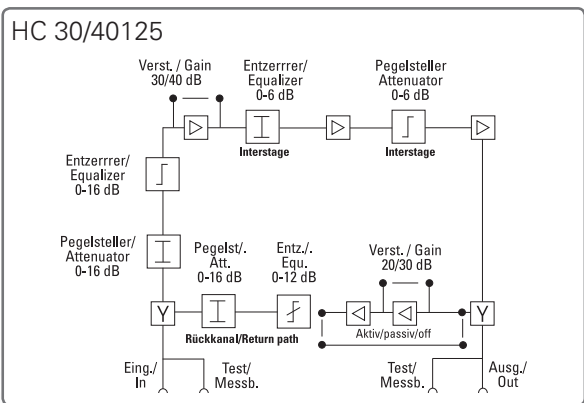 HC 30/40125
Verst. / Gain
30/40 dB
Entzerrrer/
Equalizer
0-6 dB
Pegelsteller
Attenuator
0-6 dB
Interstage
Interstage
Entzerrrer/
Equalizer
0-16 dB
Pegelsteller/
Attenuator
0-16 dB
Pegelst/.
Att.
0-16 dB
Entz./.
Equ.
0-12 dB
Verst. / Gain
20/30 dB
Y
Y
Rückkanal/Return path
Aktiv/passiv/off
Eing./
In
Test/
Messb.
Test/
Messb.
Ausg./
Out